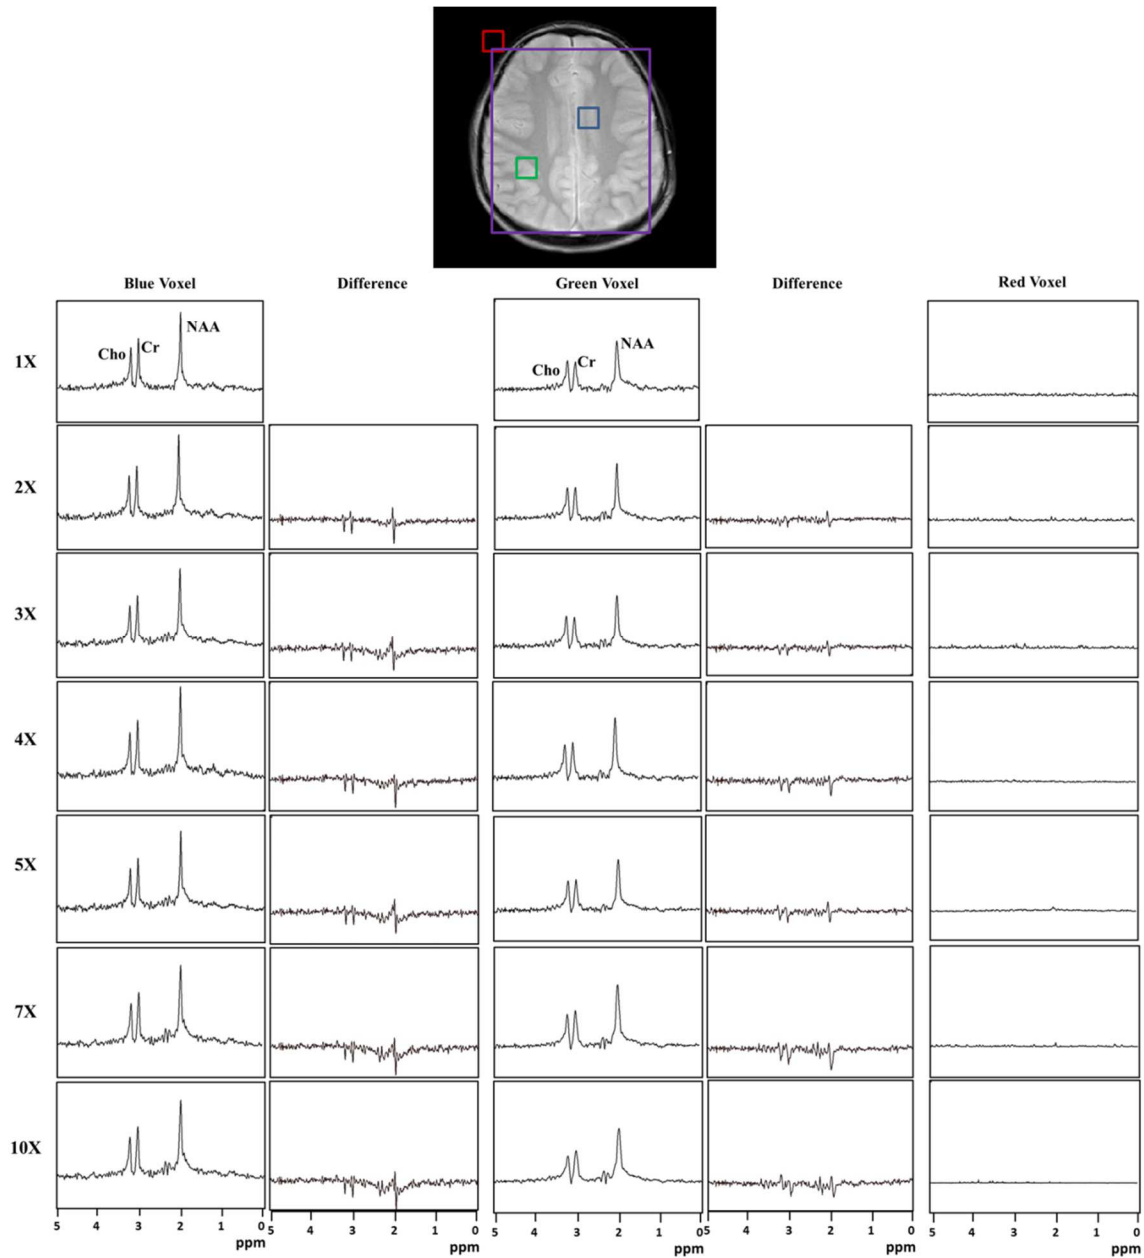 Blue Voxel Difference Green Voxel Difference Red Voxel
1X Cho Cr NAA Cho Cr NAA
2X
3X
4X
5X
7X
10X
5 4 3 2 1 0 5 4 3 2 1 0 5 4 3 2 1 0 5 4 3 2 1 0 5 4 3 2 1 0
ppm ppm ppm ppm ppm